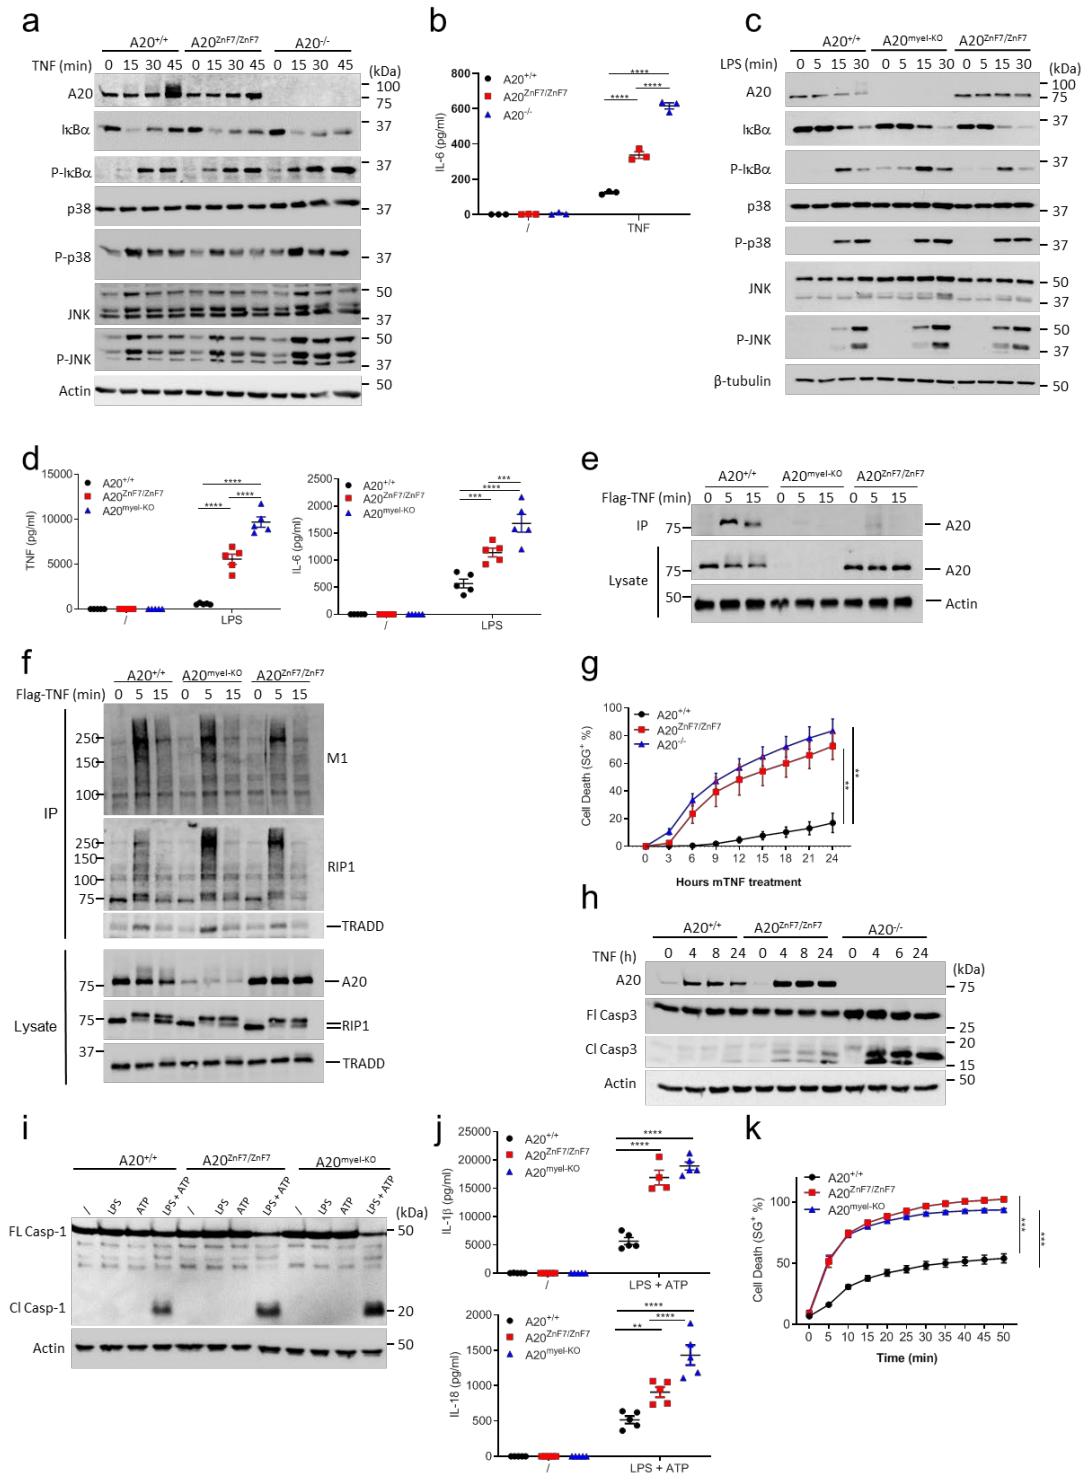 a
A20+/+ A20ZnF7/ZnF7 A20-/-
TNF (min) 0 15 30 45 0 15 30 45 0 15 30 45 (kDa)
A20 100 75
IκBα 37
P-IκBα 37
p38 37
P-p38 37
JNK 50 37
P-JNK 50 37
Actin 50
b
A20+/+
A20ZnF7/ZnF7
A20-/-
IL-6 (pg/ml)
800
600
400
200
0
****
****
****
/ TNF
c
A20+/+ A20myel-KO A20ZnF7/ZnF7
LPS (min) 0 5 15 30 0 5 15 30 0 5 15 30 (kDa)
A20 100 75
IκBα 37
P-IκBα 37
p38 37
P-p38 37
JNK 50 37
P-JNK 50 37
β-tubulin 50
d
A20+/+
A20ZnF7/ZnF7
A20myel-KO
TNF (pg/ml)
15000
10000
5000
0
****
**** ****
/ LPS
A20+/+
A20ZnF7/ZnF7
A20myel-KO
IL-6 (pg/ml)
2500
2000
1500
1000
500
0
***
****
***
/ LPS
e
A20+/+ A20myel-KO A20ZnF7/ZnF7
Flag-TNF (min) 0 5 15 0 5 15 0 5 15
IP 75 A20
Lysate 75 A20
50 Actin
f
A20+/+ A20myel-KO A20ZnF7/ZnF7
Flag-TNF (min) 0 5 15 0 5 15 0 5 15
IP
250
150
100
M1
250
150
100
75
RIP1
TRADD
Lysate
75 A20
75 RIP1
37
TRADD
g
A20+/+
A20ZnF7/ZnF7
A20-/-
Cell Death (SG+ %)
100
80
60
40
20
0
** **
0 3 6 9 12 15 18 21 24
Hours mTNF treatment
h
A20+/+ A20ZnF7/ZnF7 A20-/-
TNF (h) 0 4 8 24 0 4 8 24 0 4 6 24 (kDa)
A20 75
Fl Casp3 25
Cl Casp3 20 15
Actin 50
i
A20+/+ A20ZnF7/ZnF7 A20myel-KO
/ LPS ATP LPS + ATP / LPS ATP LPS + ATP / LPS ATP LPS + ATP (kDa)
FL Casp-1 50
Cl Casp-1 20
Actin 50
j
A20+/+
A20ZnF7/ZnF7
A20myel-KO
IL-1β (pg/ml)
25000
20000
15000
10000
5000
0
****
****
/ LPS + ATP
A20+/+
A20ZnF7/ZnF7
A20myel-KO
IL-18 (pg/ml)
2000
1500
1000
500
0
****
****
**
/ LPS + ATP
k
A20+/+
A20ZnF7/ZnF7
A20myel-KO
Cell Death (SG+ %)
100
50
0
*** ***
0 5 10 15 20 25 30 35 40 45 50
Time (min)